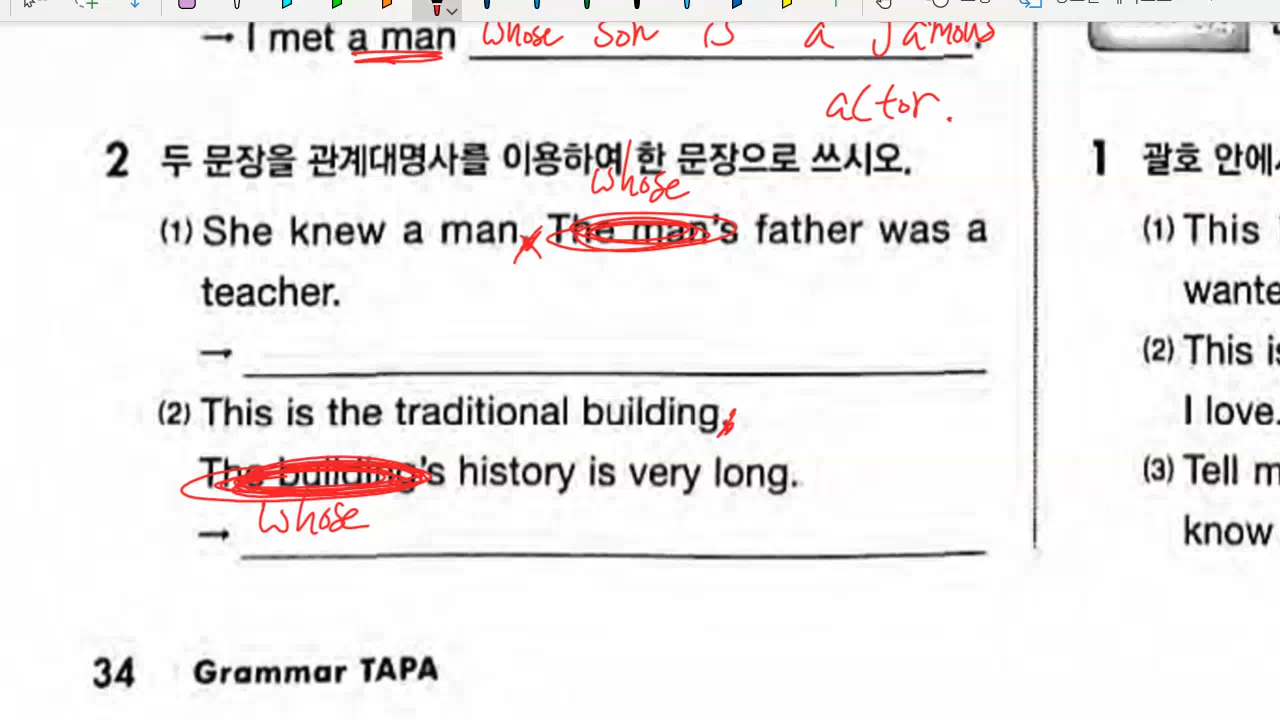 → I met a man whose son is a famous
actor.
2 두 문장을 관계대명사를 이용하여/한 문장으로 쓰시오.
whose
(1) She knew a man. The man's father was a
teacher.
→
(2) This is the traditional building.
The building's history is very long.
whose
→
34 Grammar TAPA
1 괄호 안에서
(1) This
wante
(2) This is
I love.
(3) Tell m
know